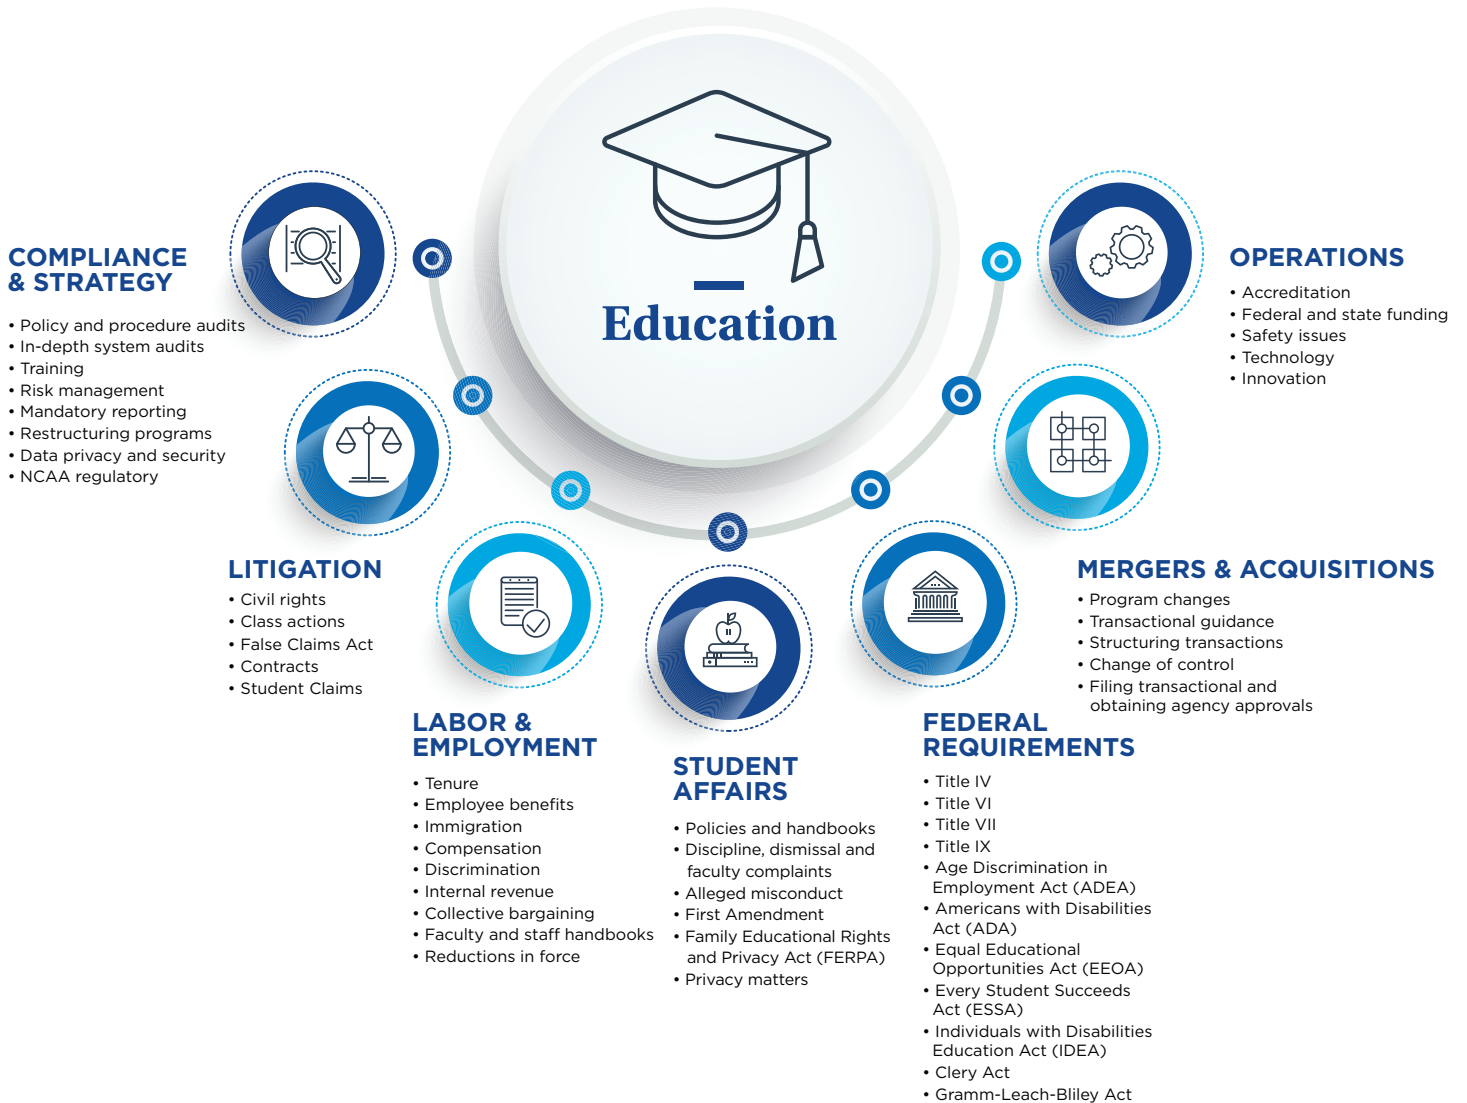 Education
COMPLIANCE
& STRATEGY
• Policy and procedure audits
• In-depth system audits
• Training
• Risk management
• Mandatory reporting
• Restructuring programs
• Data privacy and security
• NCAA regulatory
LITIGATION
• Civil rights
• Class actions
• False Claims Act
• Contracts
• Student Claims
LABOR &
EMPLOYMENT
• Tenure
• Employee benefits
• Immigration
• Compensation
• Discrimination
• Internal revenue
• Collective bargaining
• Faculty and staff handbooks
• Reductions in force
STUDENT
AFFAIRS
• Policies and handbooks
• Discipline, dismissal and
faculty complaints
• Alleged misconduct
• First Amendment
• Family Educational Rights
and Privacy Act (FERPA)
• Privacy matters
FEDERAL
REQUIREMENTS
• Title IV
• Title VI
• Title VII
• Title IX
• Age Discrimination in
Employment Act (ADEA)
• Americans with Disabilities
Act (ADA)
• Equal Educational
Opportunities Act (EEOA)
• Every Student Succeeds
Act (ESSA)
• Individuals with Disabilities
Education Act (IDEA)
• Clery Act
• Gramm-Leach-Bliley Act
MERGERS & ACQUISITIONS
• Program changes
• Transactional guidance
• Structuring transactions
• Change of control
• Filing transactional and
obtaining agency approvals
OPERATIONS
• Accreditation
• Federal and state funding
• Safety issues
• Technology
• Innovation